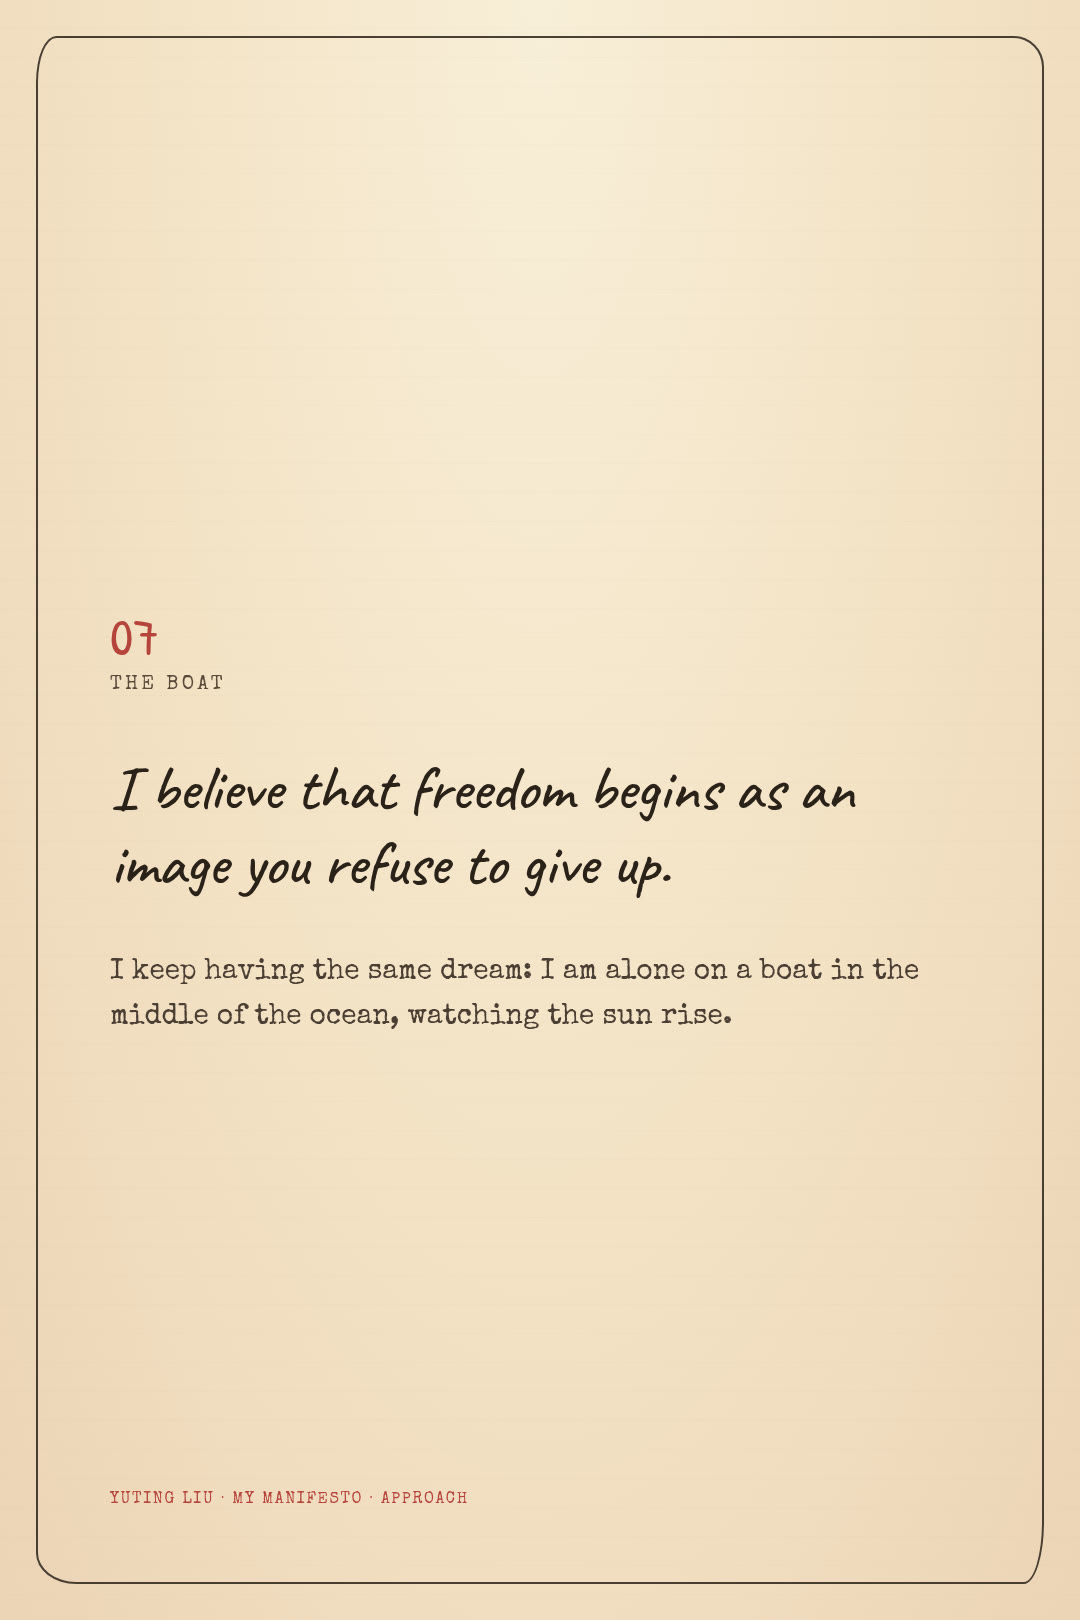 07
THE BOAT
I believe that freedom begins as an
image you refuse to give up.
I keep having the same dream: I am alone on a boat in the
middle of the ocean, watching the sun rise.
YUTING LIU · MY MANIFESTO · APPROACH